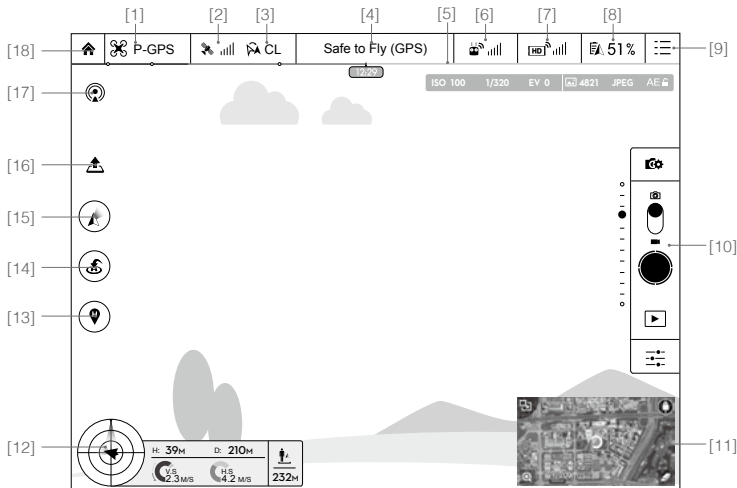 [1] [2] [3] [4] [5] [6] [7] [8]
[18] P-GPS CL Safe to Fly (GPS) HD 51% [9]
12:29
ISO 100 1/320 EV 0 4821 JPEG AE
[17]
[16]
[15]
[10]
[14]
H
[13]
H
[12] [11]
H: 39M D: 210M
V.S 2.3 M/S H.S 4.2 M/S 232M